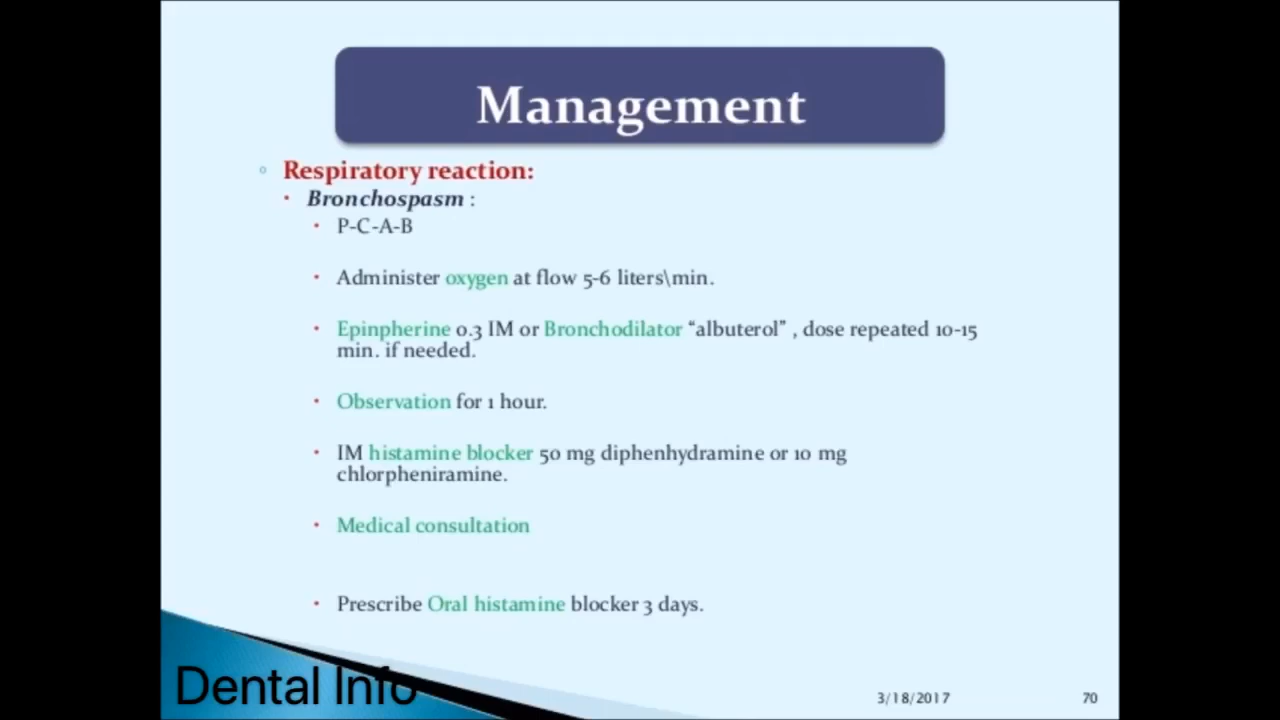 Management
Respiratory reaction:
Bronchospasm :
P-C-A-B
Administer oxygen at flow 5-6 liters\min.
Epinpherine 0.3 IM or Bronchodilator “albuterol” , dose repeated 10-15
min. if needed.
Observation for 1 hour.
IM histamine blocker 50 mg diphenhydramine or 10 mg
chlorpheniramine.
Medical consultation
Prescribe Oral histamine blocker 3 days.
Dental Info
3/18/2017
70